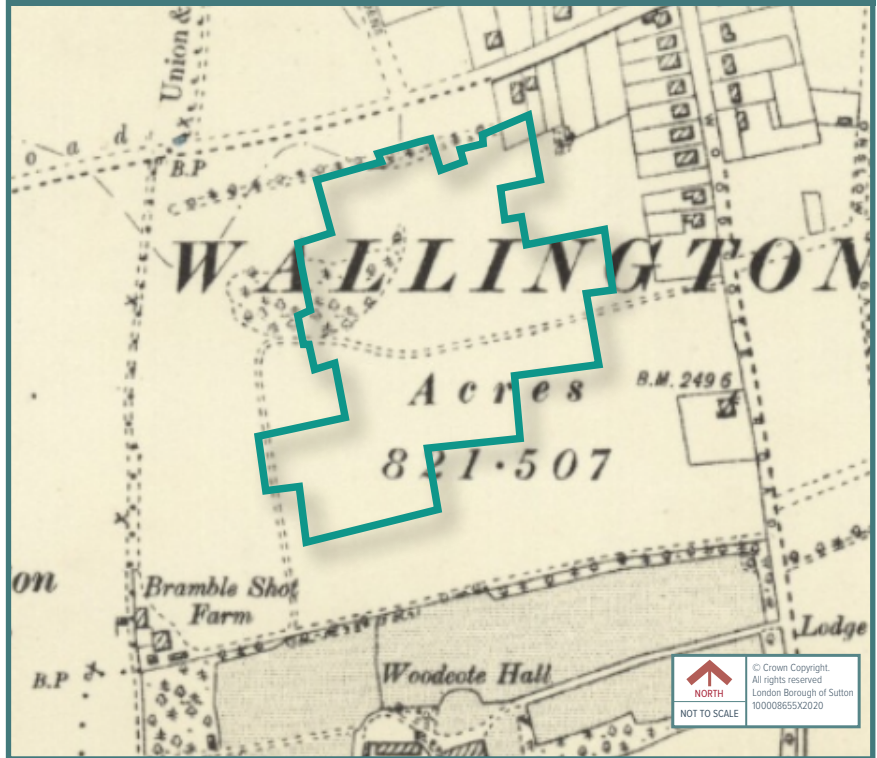 Union &
o a d
B.P
WALLINGTON
Acres
B.M. 249 6
821·507
on
Bramble Shot
Farm
Lodge
B.P
Woodcote Hall
NORTH
NOT TO SCALE
© Crown Copyright.
All rights reserved
London Borough of Sutton
100008655X2020